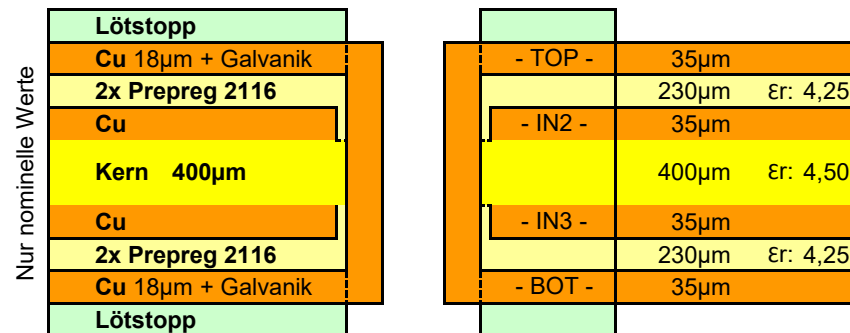 Nur nominelle Werte
Lötstopp
Cu 18µm + Galvanik - TOP - 35µm
2x Prepreg 2116 230µm εr: 4,25
Cu - IN2 - 35µm
Kern 400µm 400µm εr: 4,50
Cu - IN3 - 35µm
2x Prepreg 2116 230µm εr: 4,25
Cu 18µm + Galvanik - BOT - 35µm
Lötstopp